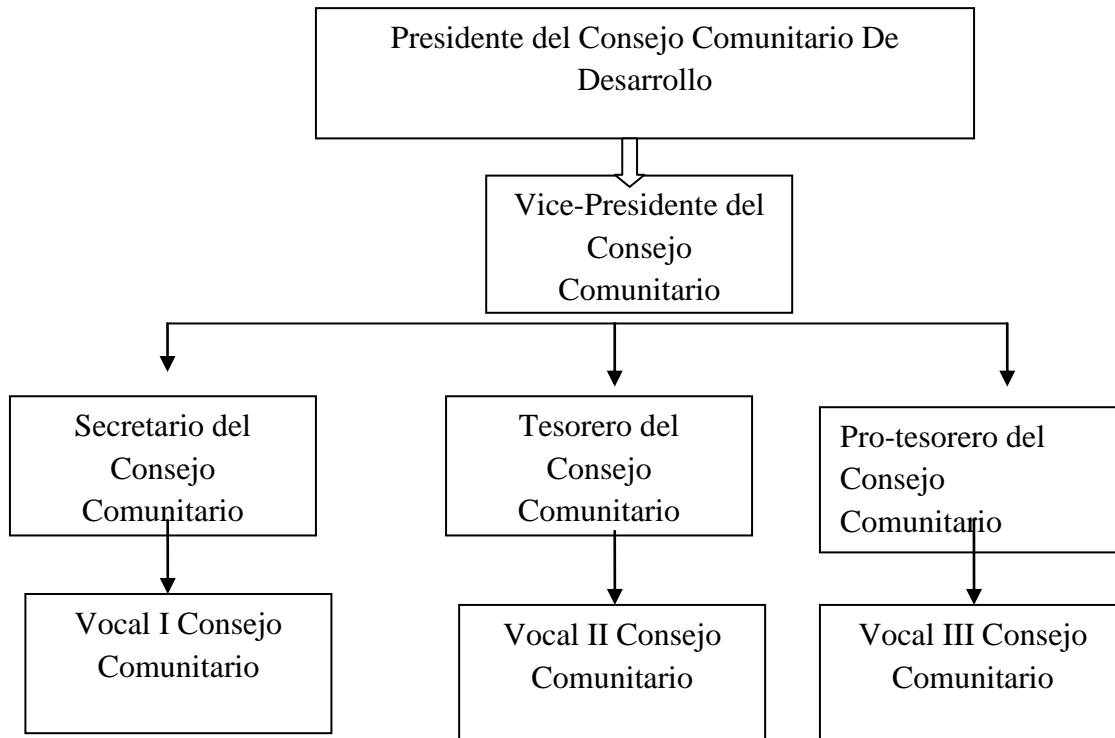 Presidente del Consejo Comunitario De
Desarrollo
Vice-Presidente del
Consejo
Comunitario
Secretario del
Consejo
Comunitario
Tesorero del
Consejo
Comunitario
Pro-tesorero del
Consejo
Comunitario
Vocal I Consejo
Comunitario
Vocal II Consejo
Comunitario
Vocal III Consejo
Comunitario